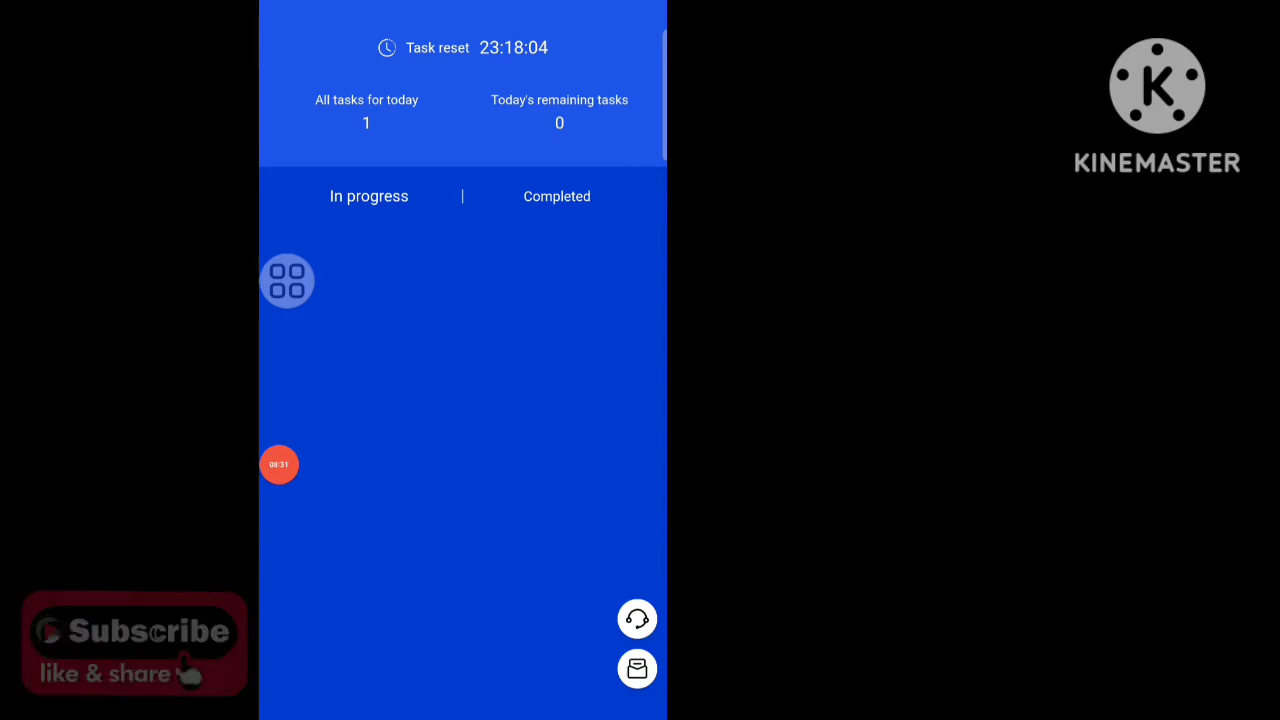 Task reset 23:18:04
All tasks for today
Today's remaining tasks
1
0
In progress | Completed
08:31
K
KINEMASTER
Subscribe
like & share